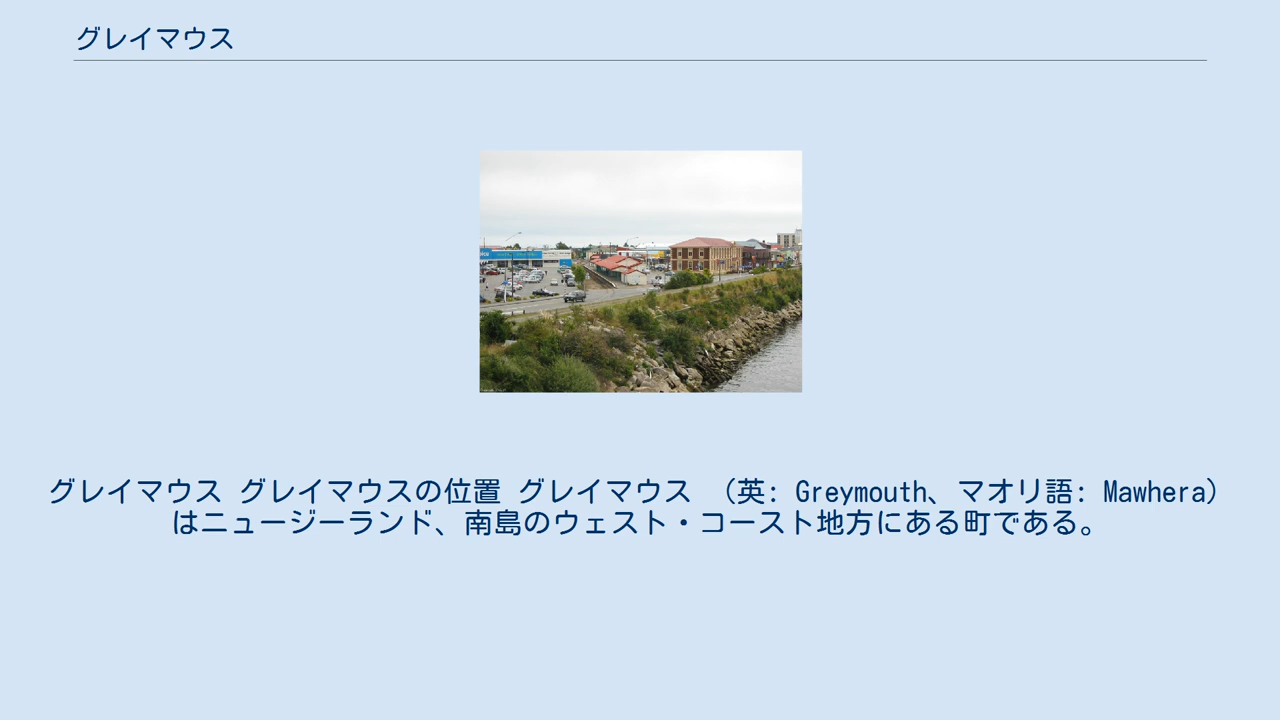 グレイマウス
グレイマウス グレイマウスの位置 グレイマウス （英: Greymouth、マオリ語: Mawhera）
はニュージーランド、南島のウェスト・コースト地方にある町である。